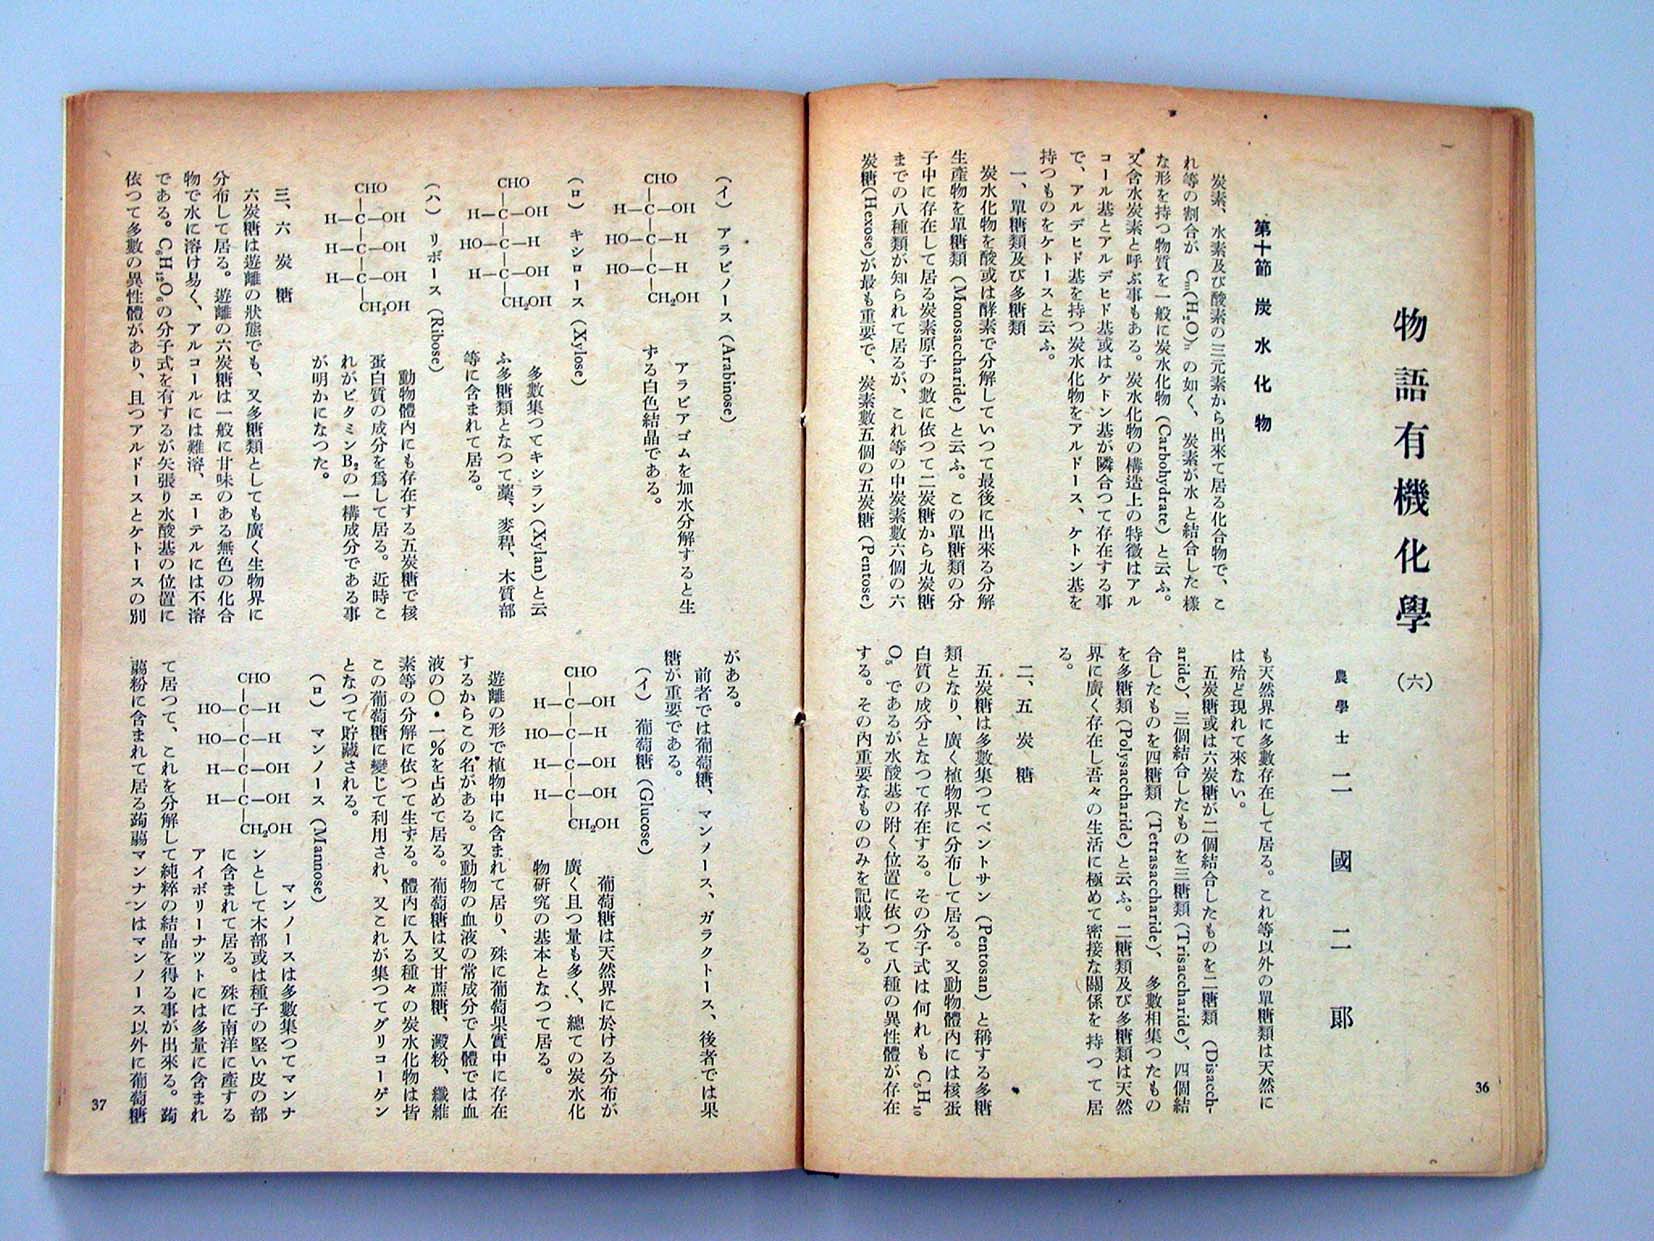 物語有機化學（六）
農學士 二國二郞
第十節 炭水化物
炭素、水素及び酸素の三元素から出來て居る化合物で、こ
れ等の割合が Cm(H₂O)n の如く、炭素が水と結合した樣
な形を持つ物質を一般に炭水化物（Carbohydrate）と云ふ。
又含水炭素と呼ぶ事もある。炭水化物の構造上の特徴はアル
コール基とアルデヒド基或はケトン基が隣合つて存在する事
で、アルデヒド基を持つ炭水化物をアルドース、ケトン基を
持つものをケトースと云ふ。
一、單糖類及び多糖類
炭水化物を酸或は酵素で分解していつて最後に出來る分解
生産物を單糖類（Monosaccharide）と云ふ。この單糖類の分
子中に存在して居る炭素原子の數に依つて二炭糖から九炭糖
までの八種類が知られて居るが、これ等の中炭素數六個の六
炭糖（Hexose）が最も重要で、炭素數五個の五炭糖（Pentose）
も天然界に多數存在して居る。これ等以外の單糖類は天然に
は殆ど現れて來ない。
五炭糖或は六炭糖が二個結合したものを二糖類（Disacch-
aride）、三個結合したものを三糖類（Trisaccharide）、四個結
合したものを四糖類（Tetrasaccharide）、多數相集つたもの
を多糖類（Polysaccharide）と云ふ。二糖類及び多糖類は天然
界に廣く存在し吾々の生活に極めて密接な關係を持つて居
る。
二、五炭糖
五炭糖は多數集つてペントサン（Pentosan）と稱する多糖
類となり、廣く植物界に分布して居る。又動物體內には核蛋
白質の成分となつて存在する。その分子式は何れも C₅H₁₀
O₅ であるが水酸基の附く位置に依つて八種の異性體が存在
する。その內重要なもののみを記載する。
36
（イ） アラビノース（Arabinose）
CHO
H—C—OH
HO—C—H
HO—C—H
CH₂OH
アラビアゴムを加水分解すると生
ずる白色結晶である。
（ロ） キシロース（Xylose）
CHO
H—C—OH
HO—C—H
H—C—OH
CH₂OH
多數集つてキシラン（Xylan）と云
ふ多糖類となつて藁、麥稈、木質部
等に含まれて居る。
（ハ） リボース（Ribose）
CHO
H—C—OH
H—C—OH
H—C—OH
CH₂OH
動物體內にも存在する五炭糖で核
蛋白質の成分を爲して居る。近時こ
れがビタミンB₂の一構成分である事
が明かになつた。
三、六炭糖
六炭糖は遊離の狀態でも、又多糖類としても廣く生物界に
分布して居る。遊離の六炭糖は一般に甘味のある無色の化合
物で水に溶け易く、アルコールには難溶、エーテルには不溶
である。C₆H₁₂O₆の分子式を有するが矢張り水酸基の位置に
依つて多數の異性體があり、且つアルドースとケトースの別
がある。
前者では葡萄糖、マンノース、ガラクトース、後者では果
糖が重要である。
（イ） 葡萄糖（Glucose）
CHO
H—C—OH
HO—C—H
H—C—OH
H—C—OH
CH₂OH
葡萄糖は天然界に於ける分布が
廣く且つ量も多く、總ての炭水化
物研究の基本となつて居る。
遊離の形で植物中に含まれて居り、殊に葡萄果實中に存在
するからこの名がある。又動物の血液の常成分で人體では血
液の〇・一％を占めて居る。葡萄糖は又甘蔗糖、澱粉、纖維
素等の分解に依つて生ずる。體內に入る種々の炭水化物は皆
この葡萄糖に變じて利用され、又これが集つてグリコーゲン
となつて貯藏される。
（ロ） マンノース（Mannose）
CHO
HO—C—H
HO—C—H
H—C—OH
H—C—OH
CH₂OH
マンノースは多數集つてマンナ
ンとして木部或は種子の堅い皮の部
に含まれて居る。殊に南洋に產する
アイボリーナツトには多量に含まれ
て居つて、これを分解して純粹の結晶を得る事が出來る。蒟
蒻粉に含まれて居る蒟蒻マンナンはマンノース以外に葡萄糖
37